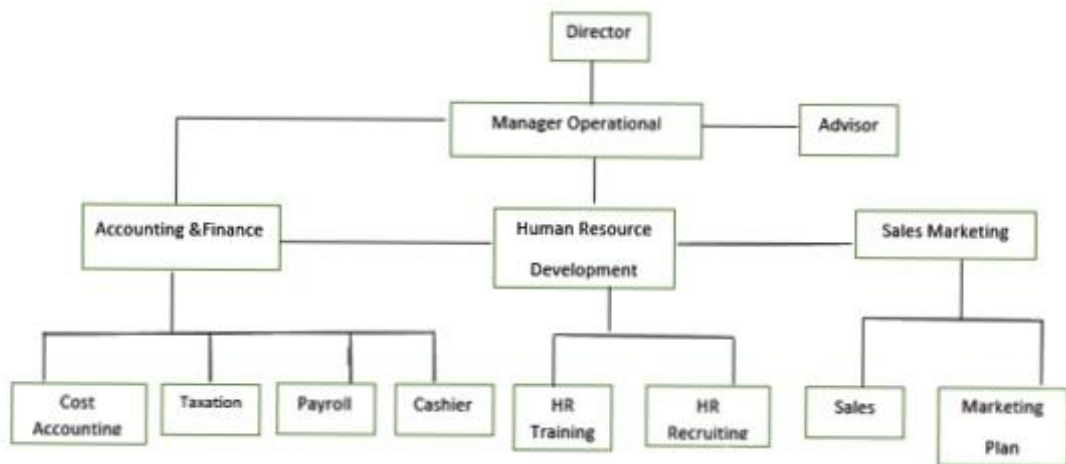 Director
Manager Operational
Advisor
Accounting &Finance
Human Resource
Development
Sales Marketing
Cost
Accounting
Taxation
Payroll
Cashier
HR
Training
HR
Recruiting
Sales
Marketing
Plan